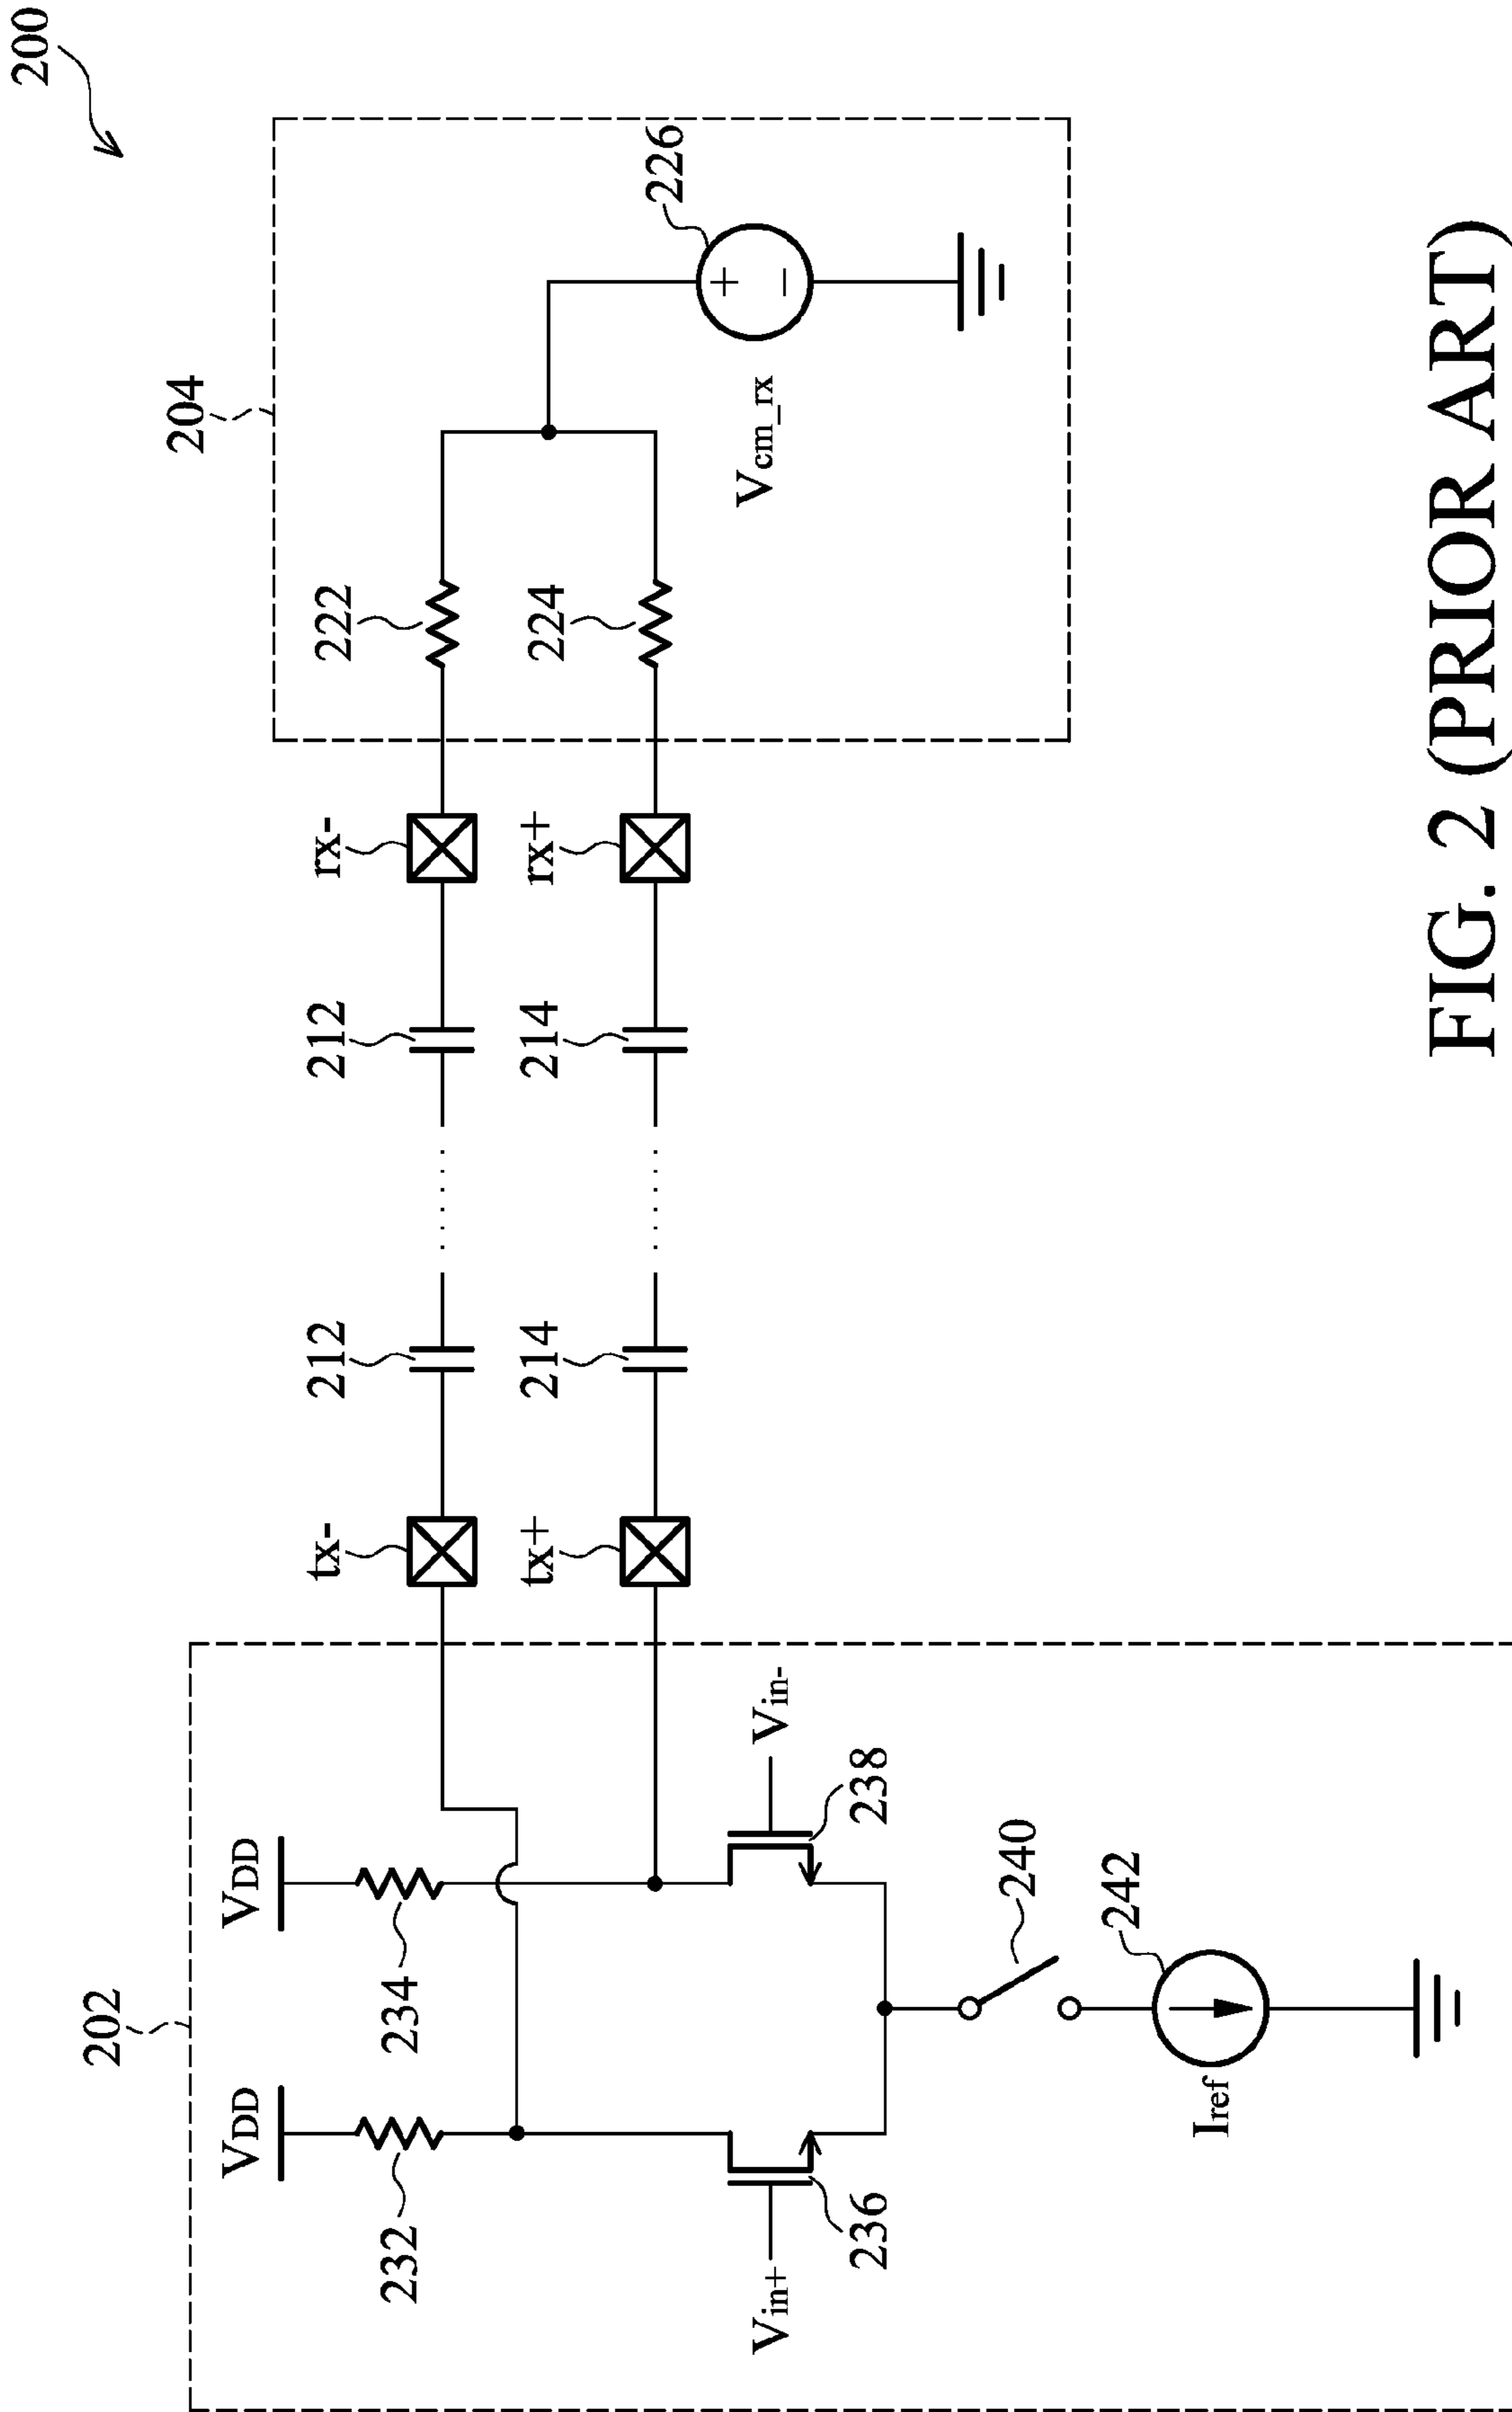 200
202
204
VDD
VDD
232
234
tx-
212
212
rx-
222
tx+
214
214
rx+
224
226
+
−
Vcm_rx
Vin+
236
238
Vin-
240
Iref
242
FIG. 2 (PRIOR ART)